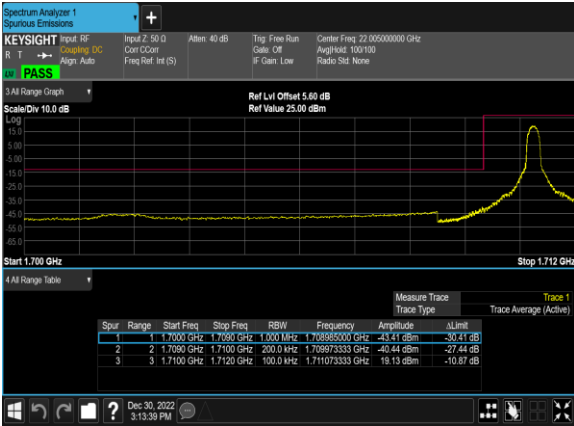 Spectrum Analyzer 1
Spurious Emissions
+
KEYSIGHT Input: RF Input Z: 50 Ω Atten: 40 dB Trig: Free Run Center Freq: 22.005000000 GHz
R T Coupling: DC Corr CCorr Gate: Off Avg|Hold: 100/100
Align: Auto Freq Ref: Int (S) IF Gain: Low Radio Std: None
LXI PASS
3 All Range Graph
Ref Lvl Offset 5.60 dB
Scale/Div 10.0 dB Ref Value 25.00 dBm
Log
15.0
5.00
-5.00
-15.0
-25.0
-35.0
-45.0
-55.0
-65.0
Start 1.700 GHz Stop 1.712 GHz
4 All Range Table
Measure Trace Trace 1
Trace Type Trace Average (Active)
Spur Range Start Freq Stop Freq RBW Frequency Amplitude ΔLimit
1 1 1.7000 GHz 1.7090 GHz 1.000 MHz 1.708985000 GHz -43.41 dBm -30.41 dB
2 2 1.7090 GHz 1.7100 GHz 200.0 kHz 1.709973333 GHz -40.44 dBm -27.44 dB
3 3 1.7100 GHz 1.7120 GHz 100.0 kHz 1.711073333 GHz 19.13 dBm -10.87 dB
? Dec 30, 2022
3:13:39 PM